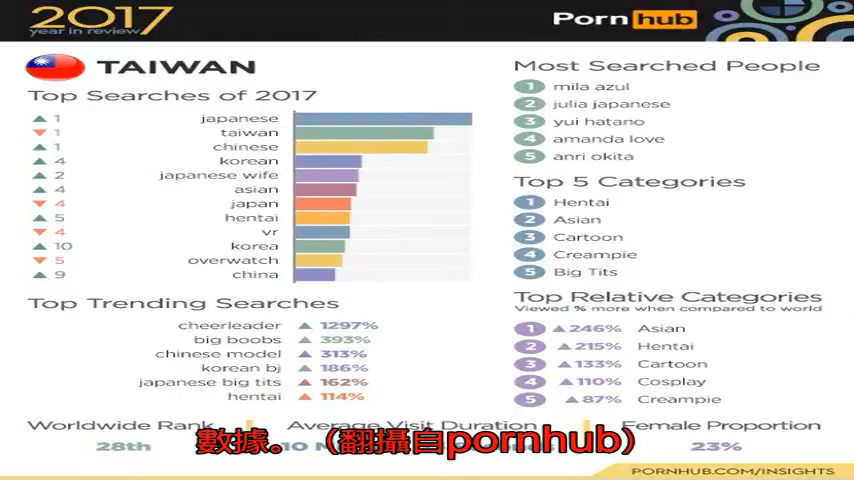 2017
year in review
Porn hub
TAIWAN
Top Searches of 2017
1 japanese
1 taiwan
1 chinese
4 korean
2 japanese wife
4 asian
4 japan
5 hentai
4 vr
10 korea
5 overwatch
9 china
Top Trending Searches
cheerleader 1297%
big boobs 393%
chinese model 313%
korean bj 186%
japanese big tits 162%
hentai 114%
Most Searched People
1 mila azul
2 julia japanese
3 yui hatano
4 amanda love
5 anri okita
Top 5 Categories
1 Hentai
2 Asian
3 Cartoon
4 Creampie
5 Big Tits
Top Relative Categories
Viewed % more when compared to world
1 246% Asian
2 215% Hentai
3 133% Cartoon
4 110% Cosplay
5 87% Creampie
Worldwide Rank
28th
Average Visit Duration
10
Female Proportion
23%
數據。（翻攝自pornhub）
PORNHUB.COM/INSIGHTS